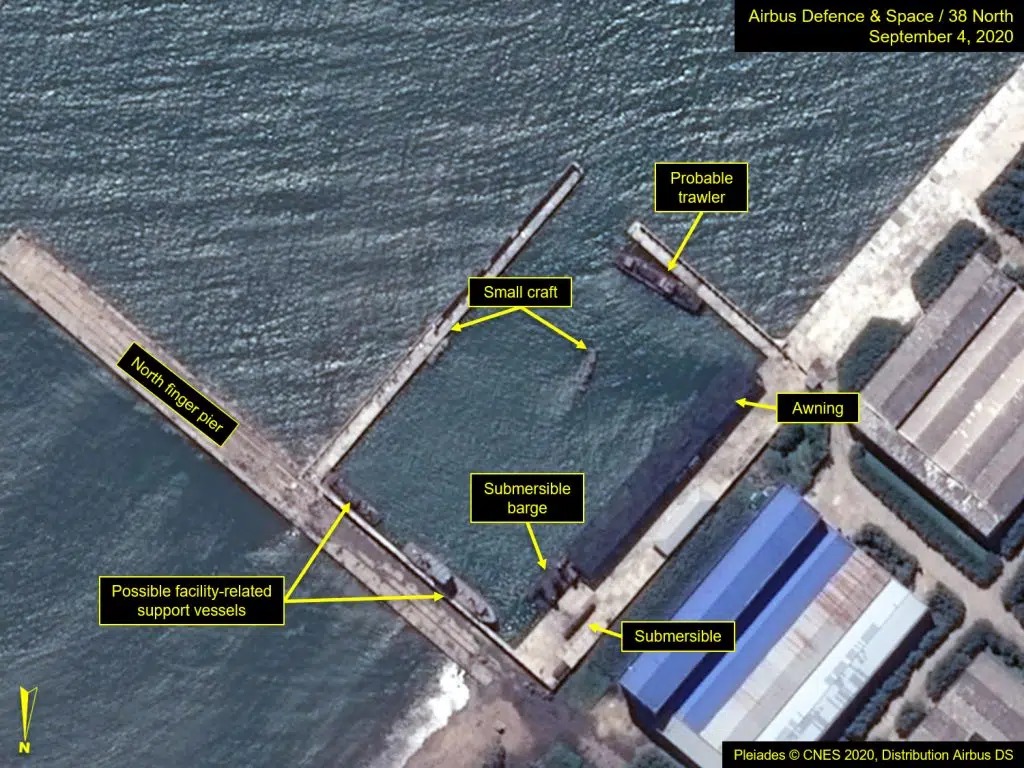 Airbus Defence & Space / 38 North
September 4, 2020
Probable
trawler
Small craft
North finger pier
Awning
Submersible
barge
Possible facility-related
support vessels
Submersible
N
Pleiades © CNES 2020, Distribution Airbus DS